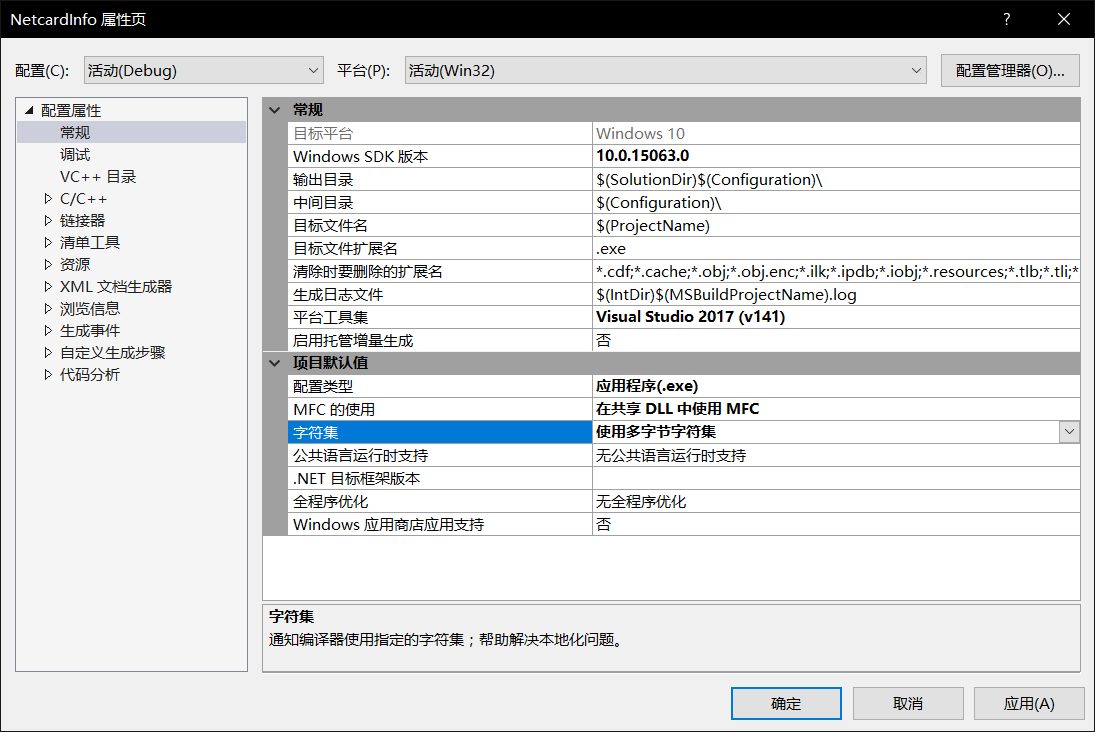 NetcardInfo 属性页
?
配置(C): 活动(Debug) 平台(P): 活动(Win32) 配置管理器(O)...
配置属性
常规
调试
VC++ 目录
C/C++
链接器
清单工具
资源
XML 文档生成器
浏览信息
生成事件
自定义生成步骤
代码分析
常规
目标平台 Windows 10
Windows SDK 版本 10.0.15063.0
输出目录 $(SolutionDir)$(Configuration)\
中间目录 $(Configuration)\
目标文件名 $(ProjectName)
目标文件扩展名 .exe
清除时要删除的扩展名 *.cdf;*.cache;*.obj;*.obj.enc;*.ilk;*.ipdb;*.iobj;*.resources;*.tlb;*.tli;*
生成日志文件 $(IntDir)$(MSBuildProjectName).log
平台工具集 Visual Studio 2017 (v141)
启用托管增量生成 否
项目默认值
配置类型 应用程序(.exe)
MFC 的使用 在共享 DLL 中使用 MFC
字符集 使用多字节字符集
公共语言运行时支持 无公共语言运行时支持
.NET 目标框架版本
全程序优化 无全程序优化
Windows 应用商店应用支持 否
字符集
通知编译器使用指定的字符集；帮助解决本地化问题。
确定 取消 应用(A)